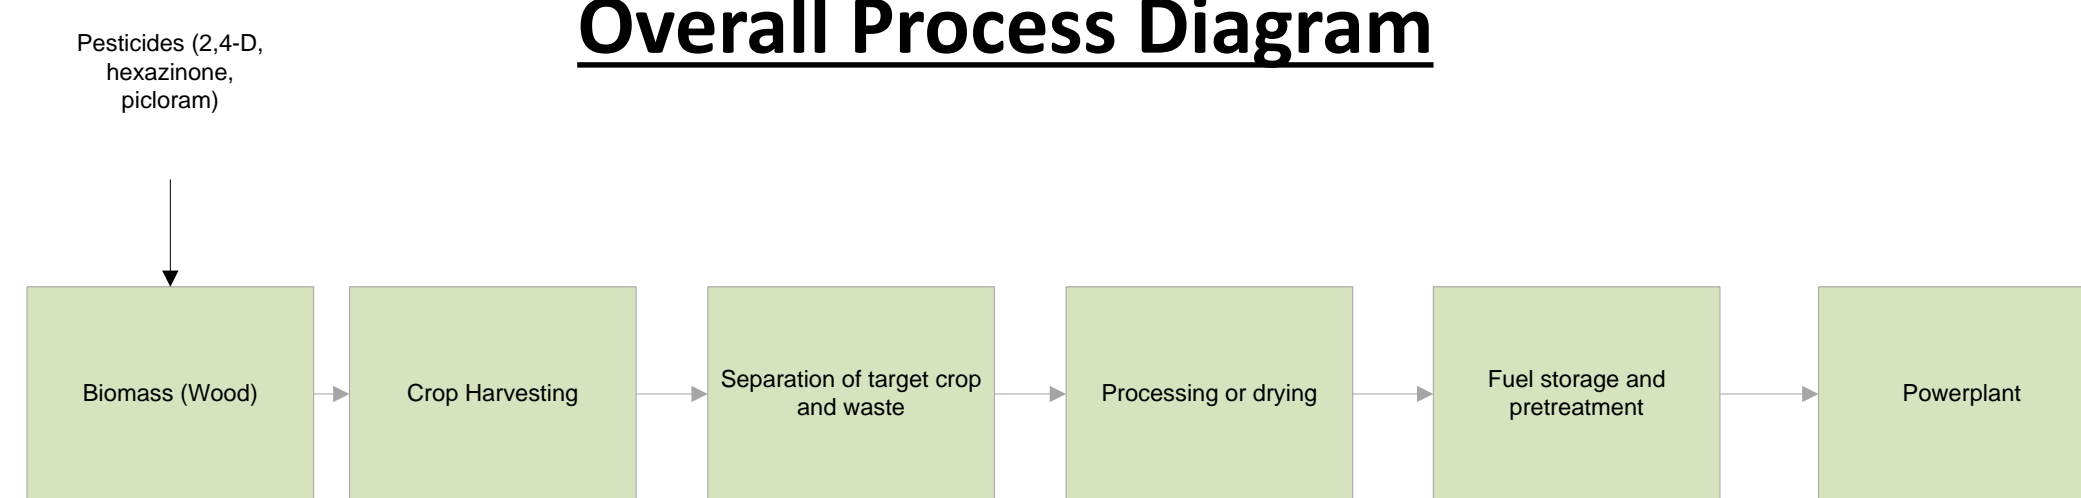 Overall Process Diagram
Pesticides (2,4-D,
hexazinone,
picloram)
Biomass (Wood)
Crop Harvesting
Separation of target crop
and waste
Processing or drying
Fuel storage and
pretreatment
Powerplant